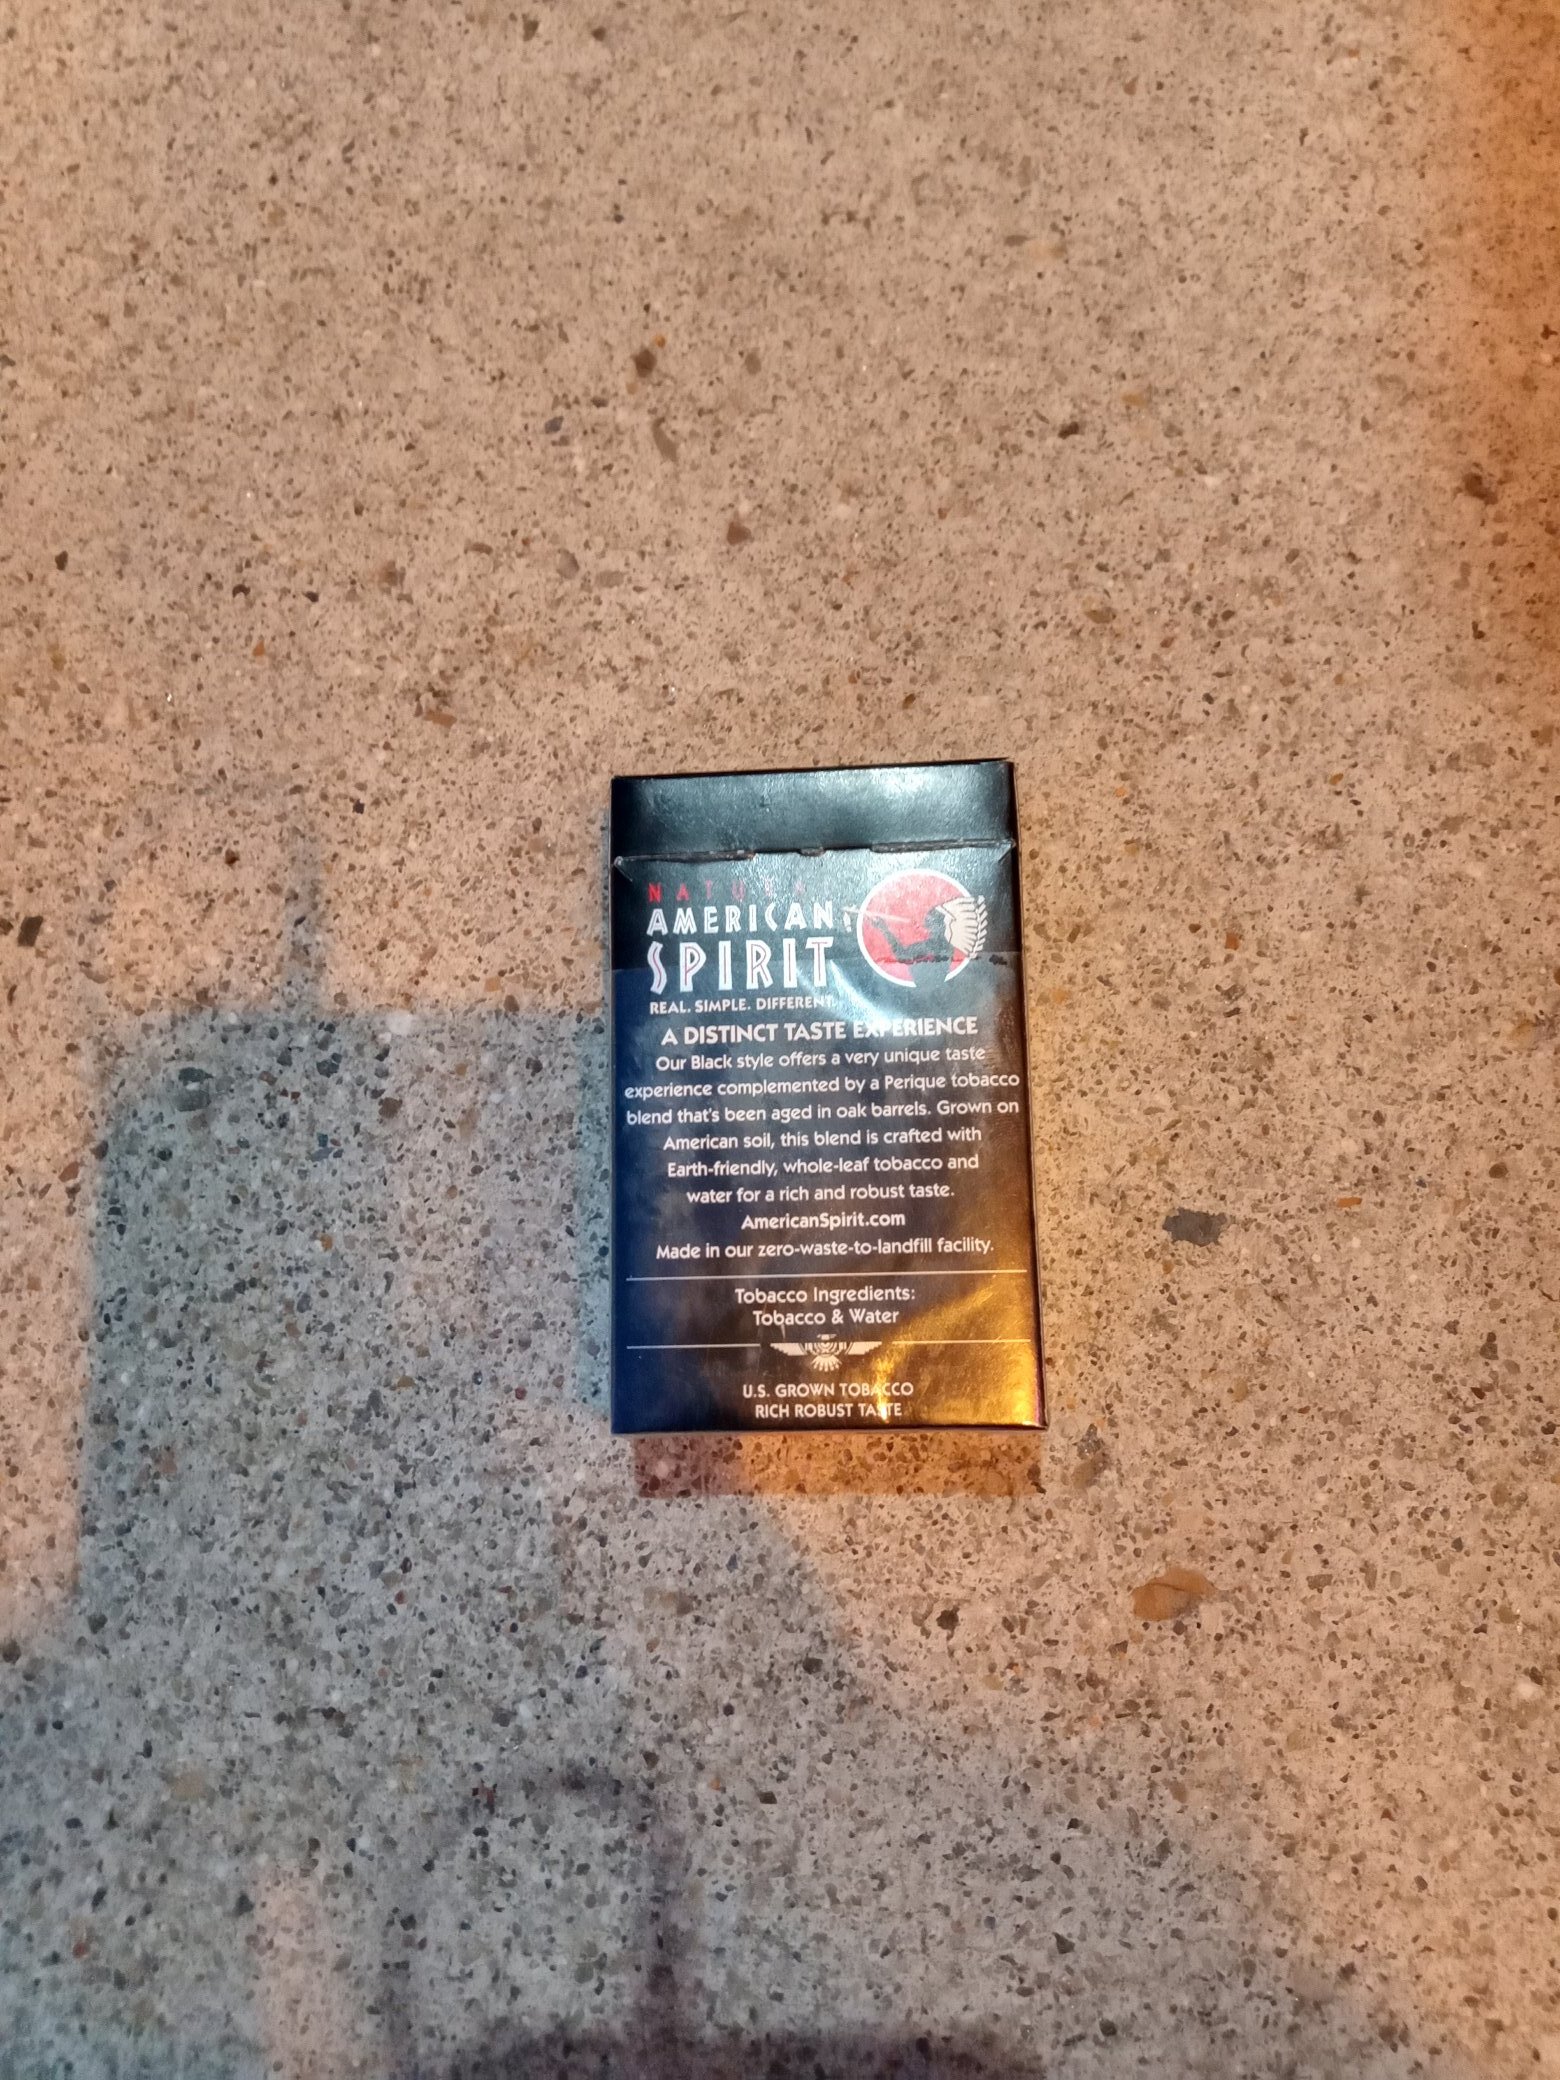 NATURAL
AMERICAN
SPIRIT
REAL. SIMPLE. DIFFERENT.
A DISTINCT TASTE EXPERIENCE
Our Black style offers a very unique taste
experience complemented by a Perique tobacco
blend that's been aged in oak barrels. Grown on
American soil, this blend is crafted with
Earth-friendly, whole-leaf tobacco and
water for a rich and robust taste.
AmericanSpirit.com
Made in our zero-waste-to-landfill facility.
Tobacco Ingredients:
Tobacco & Water
U.S. GROWN TOBACCO
RICH ROBUST TASTE